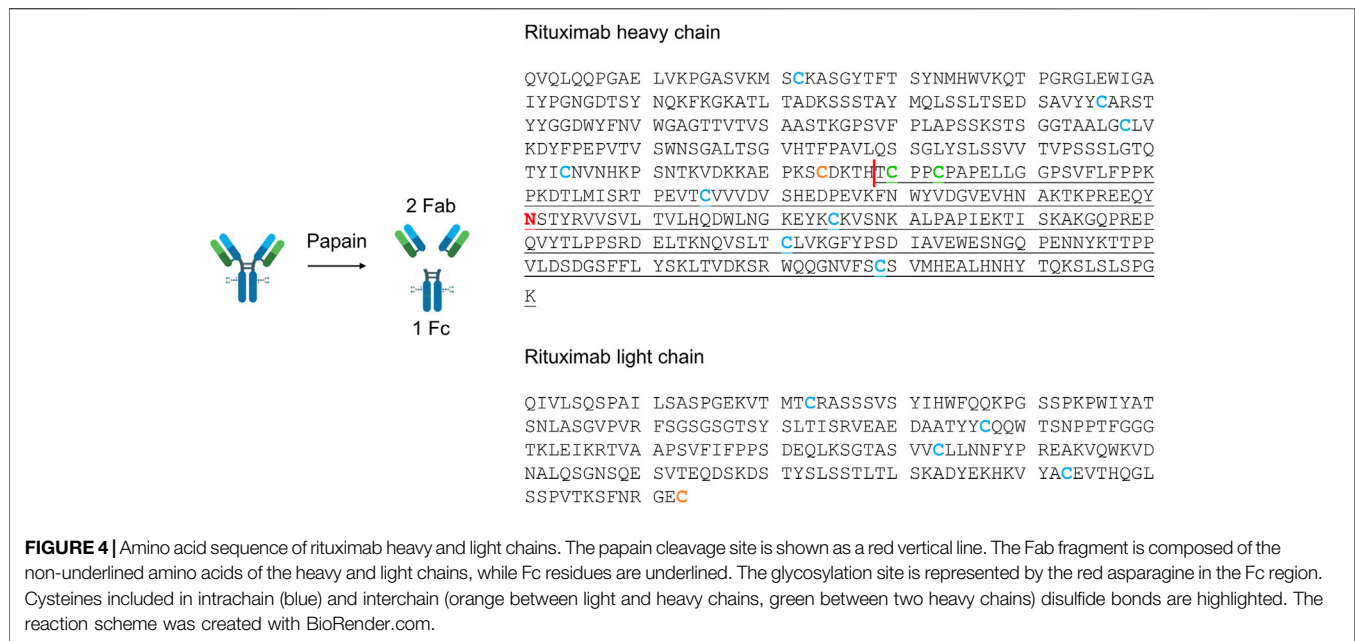 Rituximab heavy chain
QVQLQQPGAE LVKPGASVKM SCKASGYTFT SYNMHWVKQT PGRGLEWIGA
IYPGNGDTSY NQKFKGKATL TADKSSSTAY MQLSSLTSED SAVYYCARST
YYGGDWYFNV WGAGTTVTVS AASTKGPSVF PLAPSSKSTS GGTAALGCLV
KDYFPEPVTV SWNSGALTSG VHTFPAVLQS SGLYSLSSVV TVPSSSLGTQ
TYICNVNHKP SNTKVDKKAE PKSCDKTHTC PPCPAPELLG GPSVFLFPPK
PKDTLMISRT PEVTCVVVDV SHEDPEVKFN WYVDGVEVHN AKTKPREEQY
NSTYRVVSVL TVLHQDWLNG KEYKCKVSNK ALPAPIEKTI SKAKGQPREP
QVYTLPPSRD ELTKNQVSLT CLVKGFYPSD IAVEWESNGQ PENNYKTTPP
VLDSDGSFFL YSKLTVDKSR WQQGNVFSCS VMHEALHNHY TQKSLSLSPG
K
2 Fab
Papain
1 Fc
Rituximab light chain
QIVLSQSPAI LSASPGEKVT MTCRASSSVS YIHWFQQKPG SSPKPWIYAT
SNLASGVPVR FSGSGSGTSY SLTISRVEAE DAATYYCQQW TSNPPTFGGG
TKLEIKRTVA APSVFIFPPS DEQLKSGTAS VVCLLNNFYP REAKVQWKVD
NALQSGNSQE SVTEQDSKDS TYSLSSTLTL SKADYEKHKV YACEVTHQGL
SSPVTKSFNR GEC
FIGURE 4 | Amino acid sequence of rituximab heavy and light chains. The papain cleavage site is shown as a red vertical line. The Fab fragment is composed of the
non-underlined amino acids of the heavy and light chains, while Fc residues are underlined. The glycosylation site is represented by the red asparagine in the Fc region.
Cysteines included in intrachain (blue) and interchain (orange between light and heavy chains, green between two heavy chains) disulfide bonds are highlighted. The
reaction scheme was created with BioRender.com.